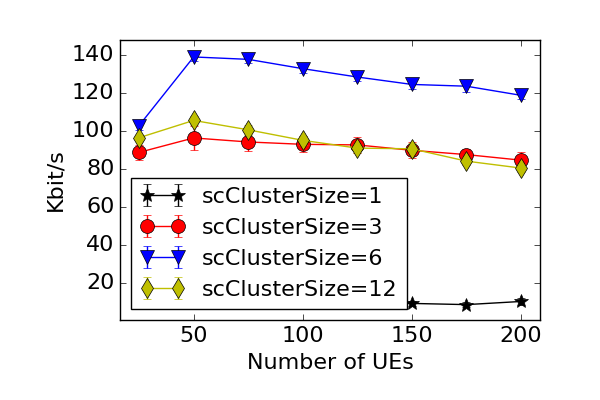 140
120
100
80
60
40
20
Kbit/s
scClusterSize=1
scClusterSize=3
scClusterSize=6
scClusterSize=12
50
100
150
200
Number of UEs